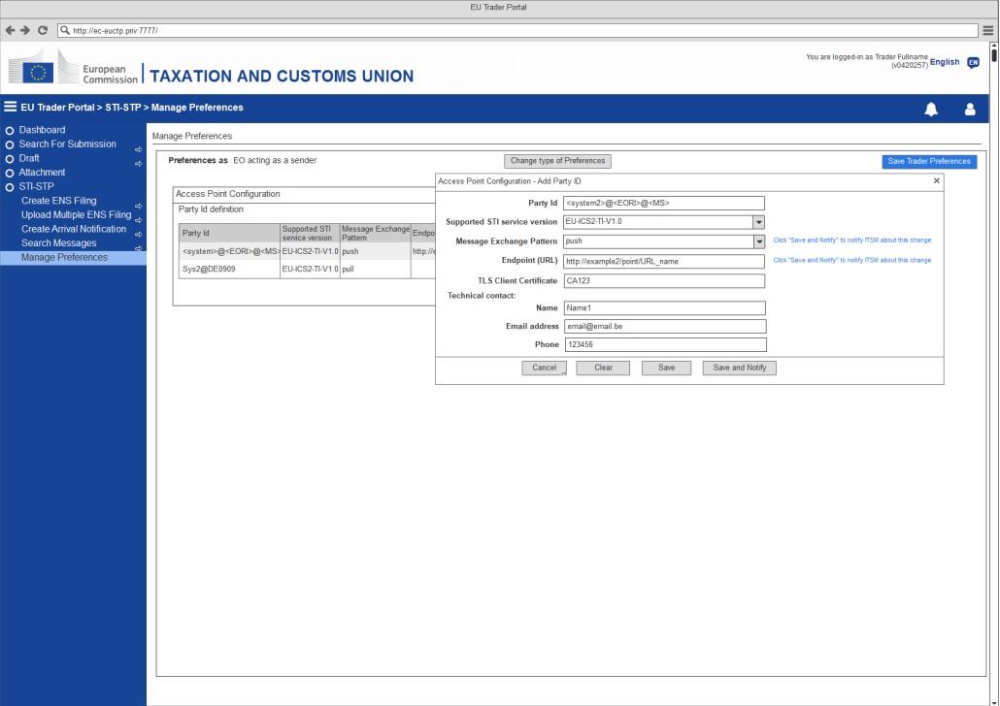 EU Trader Portal
http://ec-euctp.priv:7777/
European
Commission
TAXATION AND CUSTOMS UNION
You are logged-in as Trader Fullname
(v0420257)
English
EN
EU Trader Portal > STI-STP > Manage Preferences
Dashboard
Search For Submission
Draft
Attachment
STI-STP
Create ENS Filing
Upload Multiple ENS Filing
Create Arrival Notification
Search Messages
Manage Preferences
Manage Preferences
Preferences as EO acting as a sender
Change type of Preferences
Save Trader Preferences
Access Point Configuration
Party Id definition
Party Id
Supported STI
service version
Message Exchange
Pattern
Endpo
<system>@<EORI>@<MS> EU-ICS2-TI-V1.0 push http://e
Sys2@DE0909 EU-ICS2-TI-V1.0 pull
Access Point Configuration - Add Party ID
Party Id <system2>@<EORI>@<MS>
Supported STI service version EU-ICS2-TI-V1.0
Message Exchange Pattern push Click "Save and Notify" to notify ITSM about this change
Endpoint (URL) http://example2/point/URL_name Click "Save and Notify" to notify ITSM about this change
TLS Client Certificate CA123
Technical contact:
Name Name1
Email address email@email.be
Phone 123456
Cancel Clear Save Save and Notify